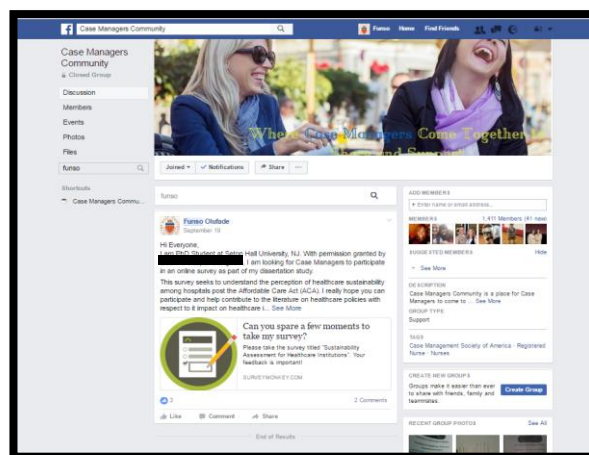 Case Managers Community
Funso
Home
Find Friends
Case Managers
Community
Closed Group
Discussion
Members
Events
Photos
Files
funso
Shortcuts
Case Managers Commu...
Where Case Managers Come Together to
Share and Support
Joined
Notifications
Share
funso
Funso Olufade
September 19
Hi Everyone,
I am PhD Student at Seton Hall University, NJ. With permission granted by
. I am looking for Case Managers to participate
in an online survey as part of my dissertation study.
This survey seeks to understand the perception of healthcare sustainability
among hospitals post the Affordable Care Act (ACA). I really hope you can
participate and help contribute to the literature on healthcare policies with
respect to it impact on healthcare i... See More
Can you spare a few moments to
take my survey?
Please take the survey titled "Sustainability
Assessment for Healthcare Institutions". Your
feedback is important!
SURVEYMONKEY.COM
3
2 Comments
Like
Comment
Share
End of Results
ADD MEMBERS
+ Enter name or email address...
MEMBERS
1,411 Members (41 new)
SUGGESTED MEMBERS
Hide
See More
DESCRIPTION
Case Managers Community is a place for Case
Managers to come to ... See More
GROUP TYPE
Support
TAGS
Case Management Society of America · Registered
Nurse · Nurses
CREATE NEW GROUPS
Groups make it easier than ever
to share with friends, family and
teammates.
Create Group
RECENT GROUP PHOTOS
See All